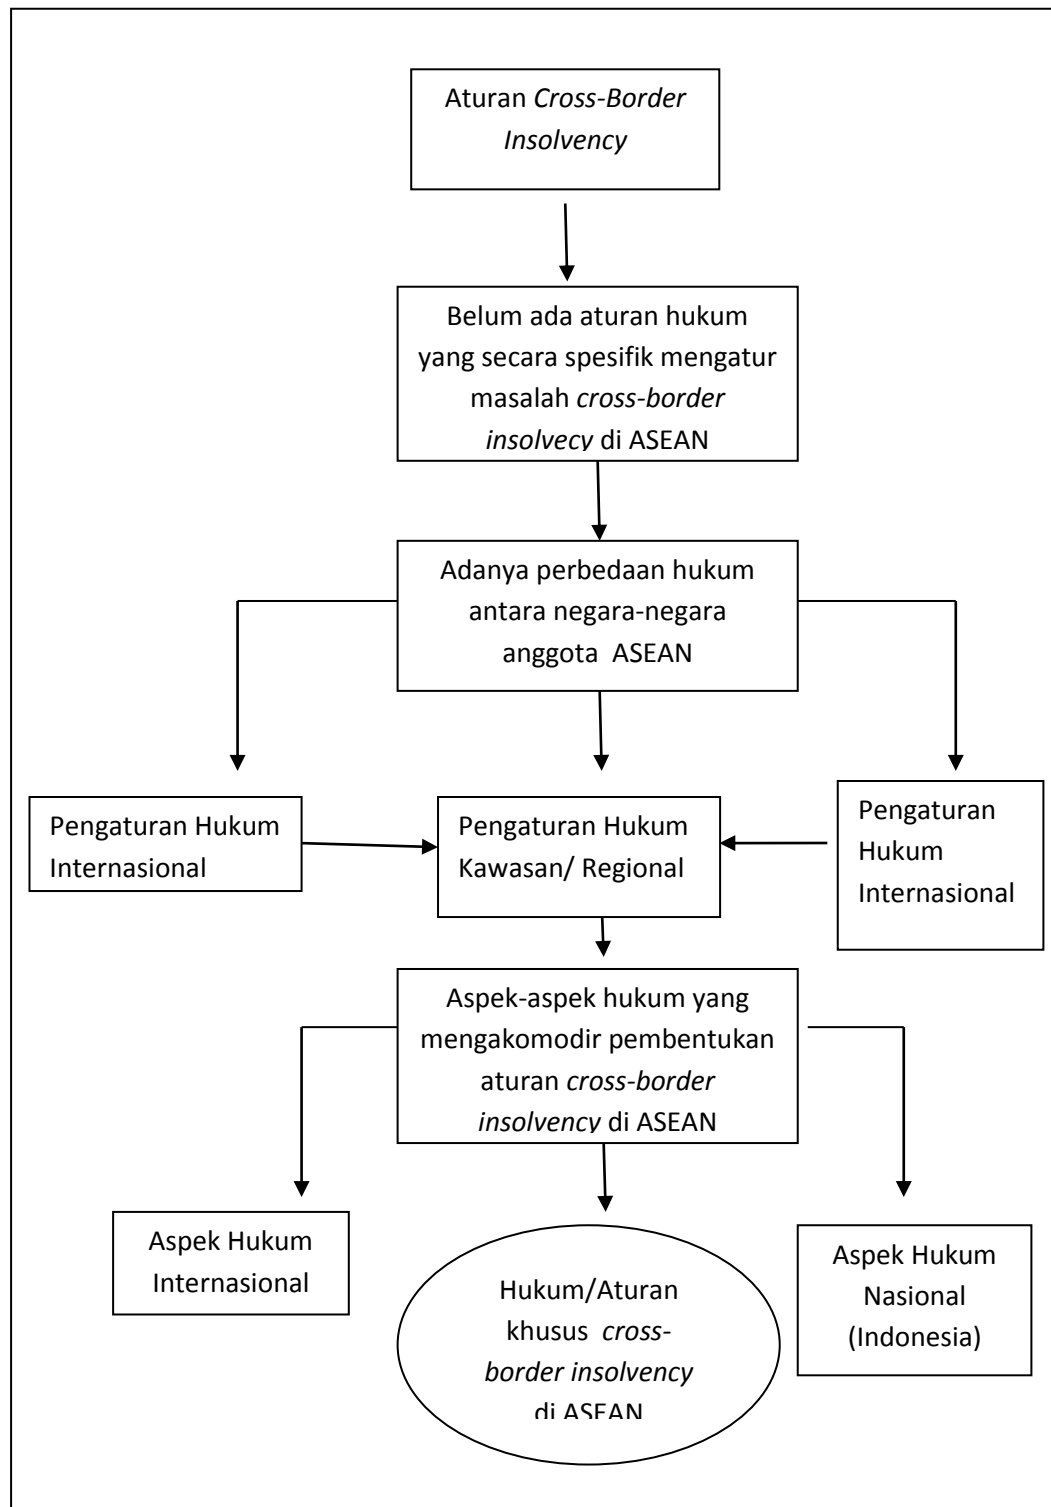 Aturan Cross-Border
Insolvency
Belum ada aturan hukum
yang secara spesifik mengatur
masalah cross-border
insolvecy di ASEAN
Adanya perbedaan hukum
antara negara-negara
anggota ASEAN
Pengaturan Hukum
Internasional
Pengaturan Hukum
Kawasan/ Regional
Pengaturan
Hukum
Internasional
Aspek-aspek hukum yang
mengakomodir pembentukan
aturan cross-border
insolvency di ASEAN
Aspek Hukum
Internasional
Hukum/Aturan
khusus cross-
border insolvency
di ASEAN
Aspek Hukum
Nasional
(Indonesia)